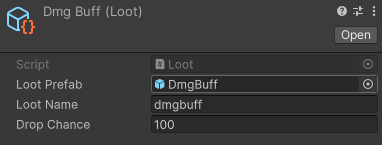 Dmg Buff (Loot)
Open
Script Loot
Loot Prefab DmgBuff
Loot Name dmgbuff
Drop Chance 100